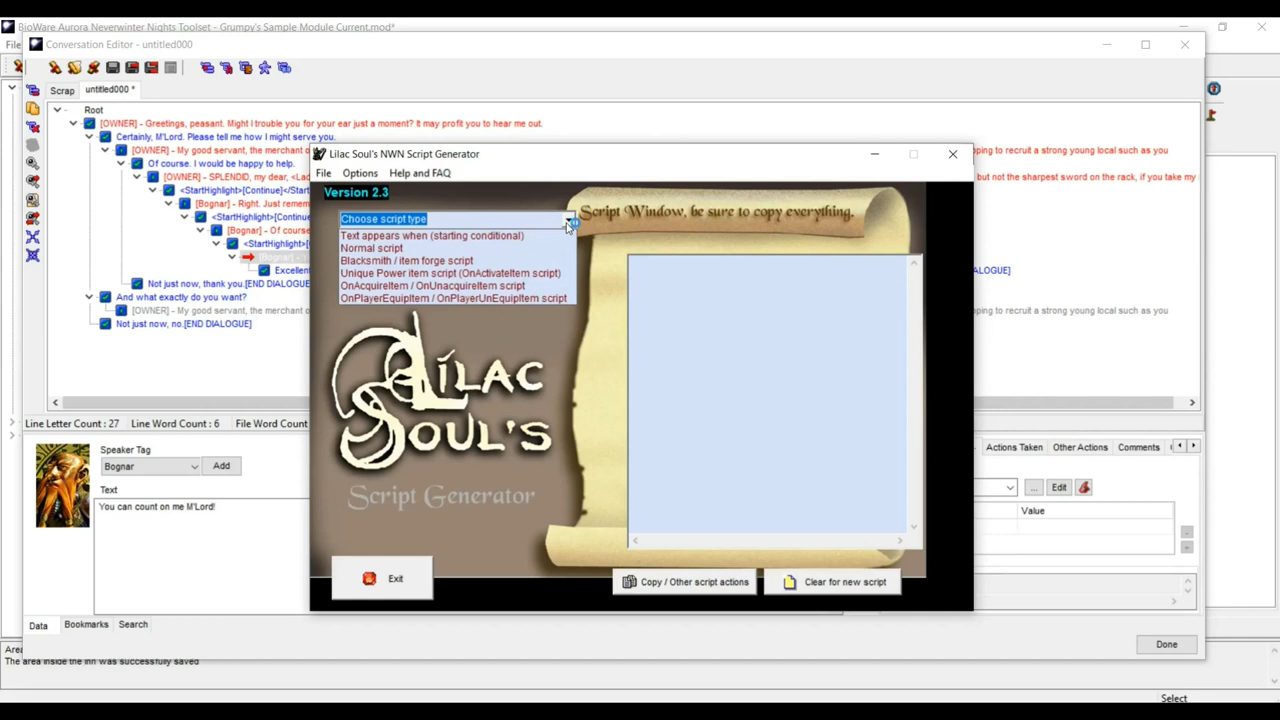 BioWare Aurora Neverwinter Nights Toolset - Grumpy's Sample Module Current.mod*
File
Conversation Editor - untitled000
Scrap
untitled000 *
Root
[OWNER] - Greetings, peasant. Might I trouble you for your ear just a moment? It may profit you to hear me out.
Certainly, M'Lord. Please tell me how I might serve you.
[OWNER] - My good servant, the merchant o
oping to recruit a strong young local such as you
Of course. I would be happy to help.
[OWNER] - SPLENDID, my dear, <Lad
but not the sharpest sword on the rack, if you take my
<StartHighlight>[Continue]</Star
[Bognar] - Right. Just remem
<StartHighlight>[Continue]
[Bognar] - Of cour
<StartHighli
[Bognar] - Y
Excellen
ALOGUE]
Not just now, thank you.[END DIALOG
And what exactly do you want?
[OWNER] - My good servant, the merchant o
oping to recruit a strong young local such as you
Not just now, no.[END DIALOGUE]
Line Letter Count : 27
Line Word Count : 6
File Word Count
Speaker Tag
Bognar
Add
Text
You can count on me M'Lord!
Actions Taken
Other Actions
Comments
...
Edit
Value
Data
Bookmarks
Search
Done
Area
The area inside the inn was successfully saved
Select
Lilac Soul's NWN Script Generator
File
Options
Help and FAQ
Version 2.3
Choose script type
Text appears when (starting conditional)
Normal script
Blacksmith / item forge script
Unique Power item script (OnActivateItem script)
OnAcquireItem / OnUnacquireItem script
OnPlayerEquipItem / OnPlayerUnEquipItem script
Script Window, be sure to copy everything.
Lilac
Soul's
Script Generator
Exit
Copy / Other script actions
Clear for new script